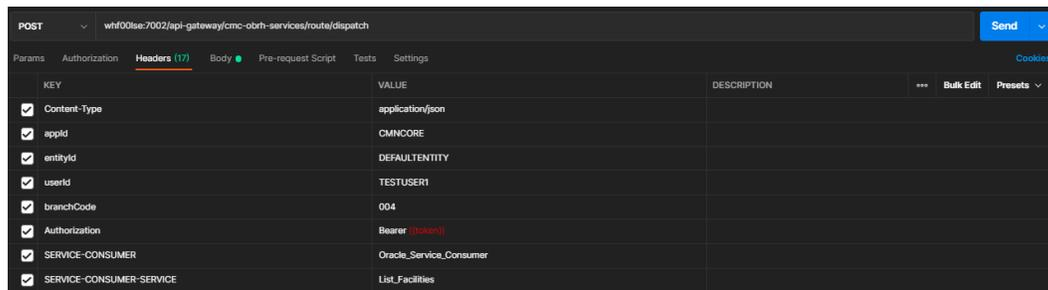 POST whf00lse:7002/api-gateway/cmc-obrh-services/route/dispatch Send
Params Authorization Headers (17) Body Pre-request Script Tests Settings Cookies
KEY VALUE DESCRIPTION ••• Bulk Edit Presets
Content-Type application/json
appId CMNCORE
entityId DEFAULTENTITY
userId TESTUSER1
branchCode 004
Authorization Bearer {{token}}
SERVICE-CONSUMER Oracle_Service_Consumer
SERVICE-CONSUMER-SERVICE List_Facilities